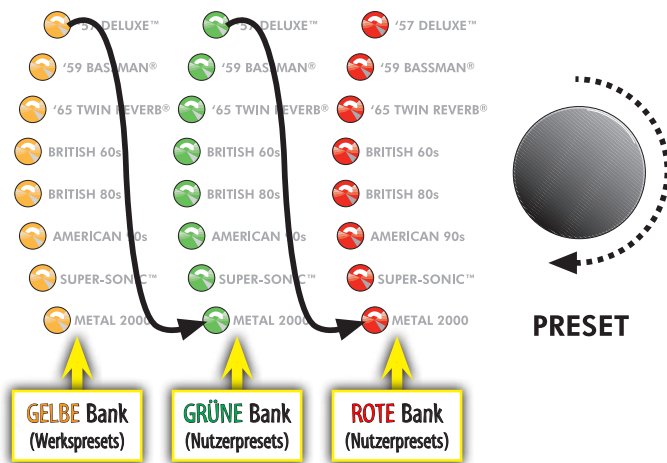 ‘57 DELUXE™
‘59 BASSMAN®
‘65 TWIN REVERB®
BRITISH 60s
BRITISH 80s
AMERICAN 90s
SUPER-SONIC™
METAL 2000
‘57 DELUXE™
‘59 BASSMAN®
‘65 TWIN REVERB®
BRITISH 60s
BRITISH 80s
AMERICAN 90s
SUPER-SONIC™
METAL 2000
‘57 DELUXE™
‘59 BASSMAN®
‘65 TWIN REVERB®
BRITISH 60s
BRITISH 80s
AMERICAN 90s
SUPER-SONIC™
METAL 2000
PRESET
GELBE Bank
(Werkspresets)
GRÜNE Bank
(Nutzerpresets)
ROTE Bank
(Nutzerpresets)